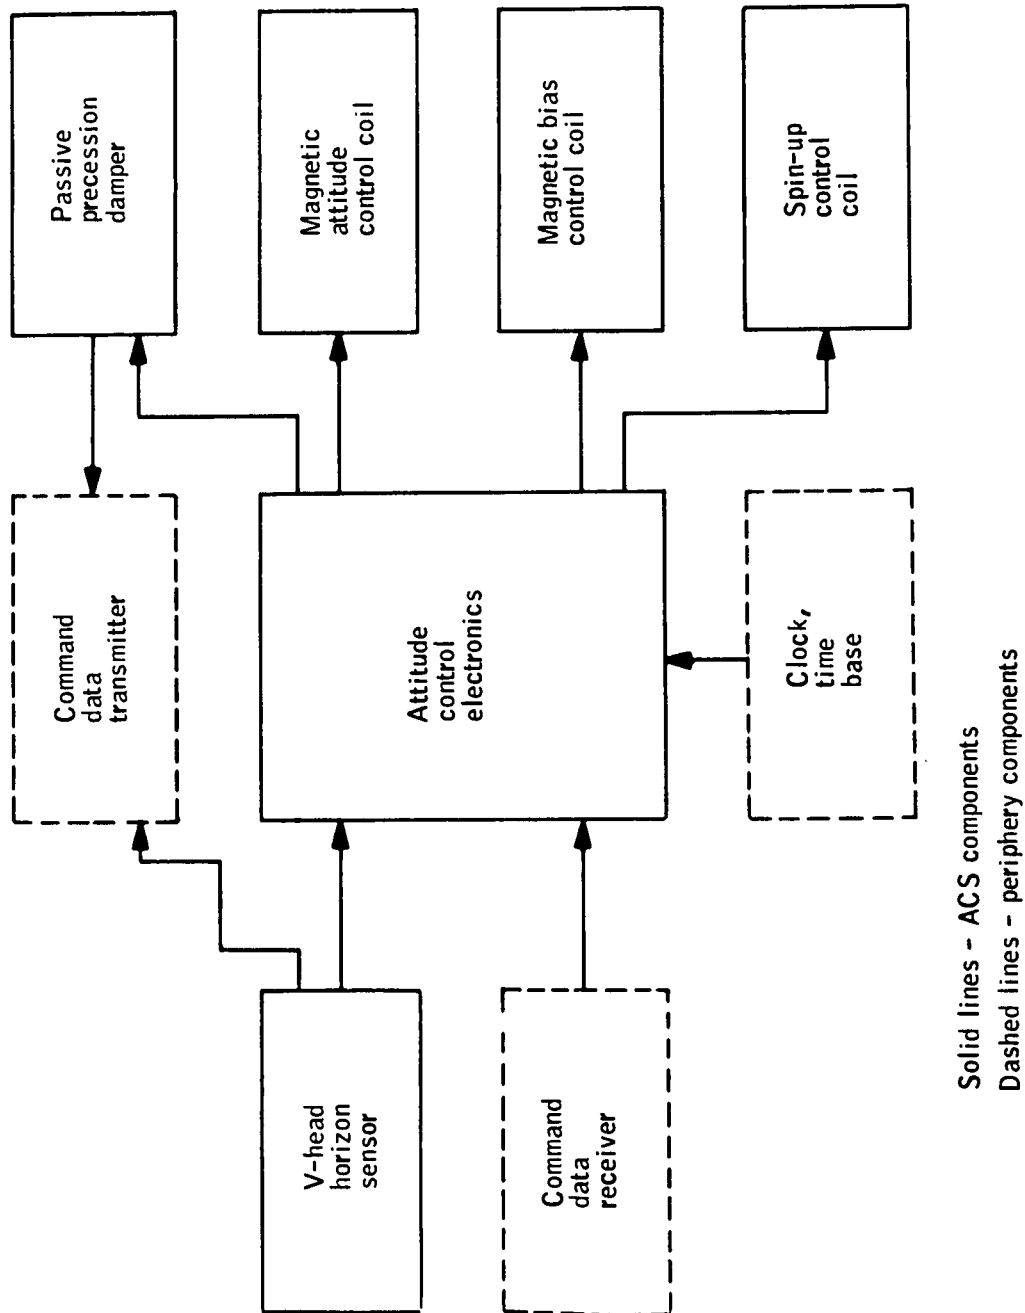 Passive
precession
damper
Magnetic
attitude
control coil
Magnetic bias
control coil
Spin-up
control
coil
Command
data
transmitter
Attitude
control
electronics
Clock,
time
base
V-head
horizon
sensor
Command
data
receiver
Solid lines - ACS components
Dashed lines - periphery components